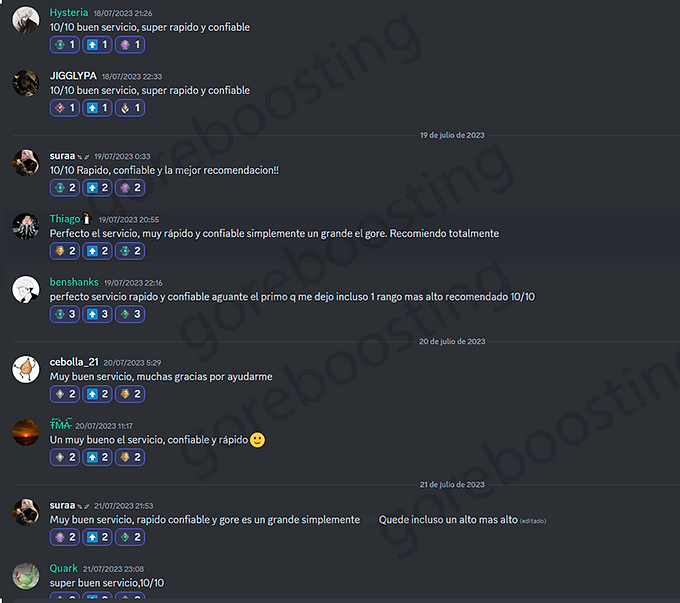 Hysteria 18/07/2023 21:26
10/10 buen servicio, super rapido y confiable
1 1 1
JIGGLYPA 18/07/2023 22:33
10/10 buen servicio, super rapido y confiable
1 1 1
19 de julio de 2023
suraa 19/07/2023 0:33
10/10 Rapido, confiable y la mejor recomendacion!!
2 2 2
Thiago 19/07/2023 20:55
Perfecto el servicio, muy rápido y confiable simplemente un grande el gore. Recomiendo totalmente
2 2 2
benshanks 19/07/2023 22:16
perfecto servicio rapido y confiable aguante el primo q me dejo incluso 1 rango mas alto recomendado 10/10
3 3 3
20 de julio de 2023
cebolla_21 20/07/2023 5:29
Muy buen servicio, muchas gracias por ayudarme
2 2 2
20/07/2023 11:17
Un muy bueno el servicio, confiable y rápido 🙂
2 2 2
21 de julio de 2023
suraa 21/07/2023 21:53
Muy buen servicio, rapido confiable y gore es un grande simplemente Quede incluso un alto mas alto (editado)
2 2 2
Quark 21/07/2023 23:08
super buen servicio,10/10
goreboosting
goreboosting
goreboosting
goreboosting